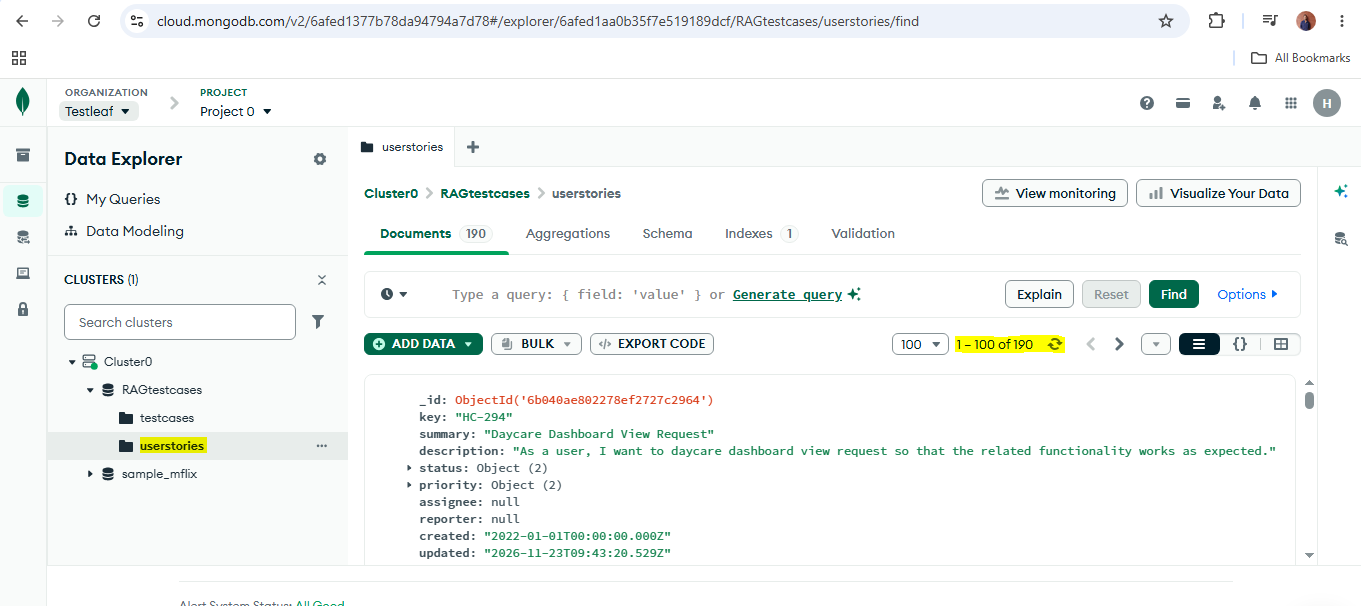 cloud.mongodb.com/v2/6afed1377b78da94794a7d78#/explorer/6afed1aa0b35f7e519189dcf/RAGtestcases/userstories/find
All Bookmarks
ORGANIZATION
Testleaf
PROJECT
Project 0
H
Data Explorer
My Queries
Data Modeling
CLUSTERS (1)
Search clusters
Cluster0
RAGtestcases
testcases
userstories
sample_mflix
userstories
Cluster0 > RAGtestcases > userstories
View monitoring
Visualize Your Data
Documents 190
Aggregations
Schema
Indexes 1
Validation
Type a query: { field: 'value' } or Generate query
Explain
Reset
Find
Options
ADD DATA
BULK
EXPORT CODE
100
1 – 100 of 190
_id: ObjectId('6b040ae802278ef2727c2964')
key: "HC-294"
summary: "Daycare Dashboard View Request"
description: "As a user, I want to daycare dashboard view request so that the related functionality works as expected."
status: Object (2)
priority: Object (2)
assignee: null
reporter: null
created: "2022-01-01T00:00:00.000Z"
updated: "2026-11-23T09:43:20.529Z"
Alert System Status: All Good